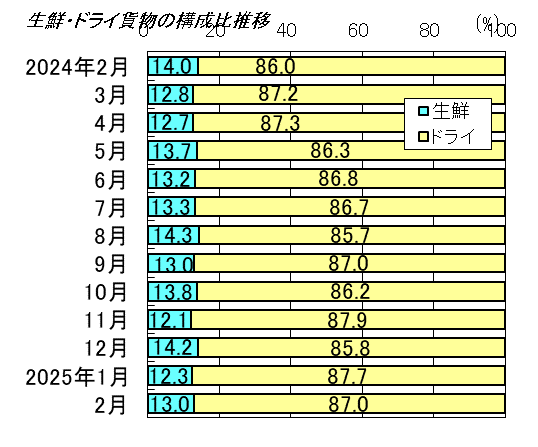 生鮮・ドライ貨物の構成比推移
(%)
0 20 40 60 80 100
2024年2月 14.0 86.0
3月 12.8 87.2
4月 12.7 87.3
5月 13.7 86.3
6月 13.2 86.8
7月 13.3 86.7
8月 14.3 85.7
9月 13.0 87.0
10月 13.8 86.2
11月 12.1 87.9
12月 14.2 85.8
2025年1月 12.3 87.7
2月 13.0 87.0
生鮮
ドライ